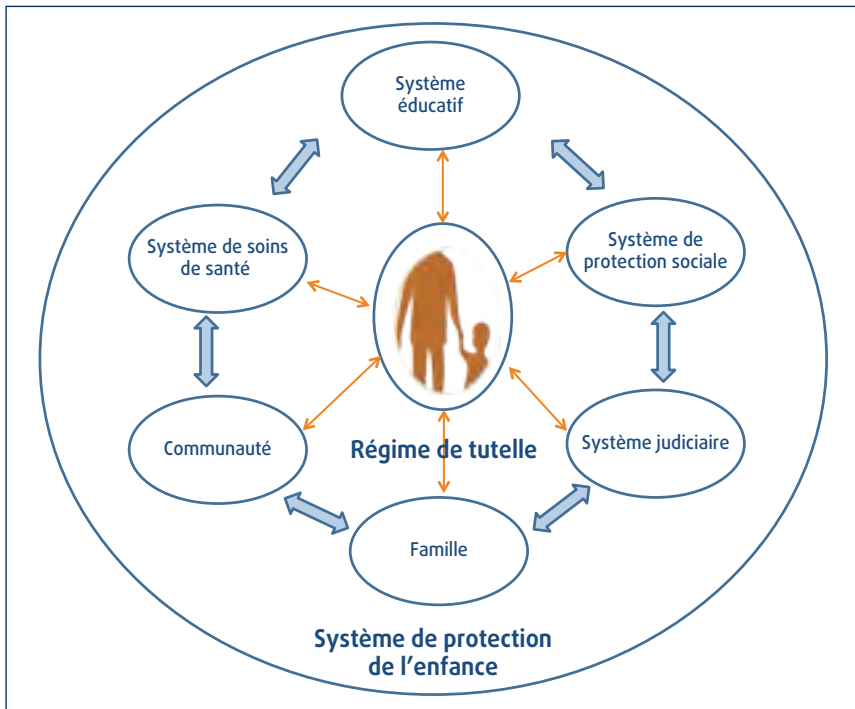 Système
éducatif
Système de soins
de santé
Système de
protection sociale
Communauté
Régime de tutelle
Système judiciaire
Famille
Système de protection
de l'enfance